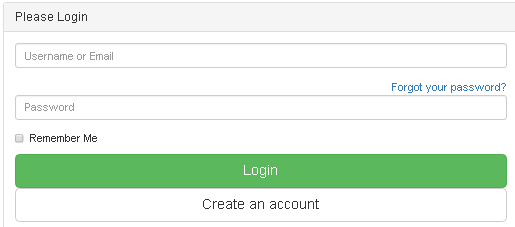 Please Login
Username or Email
Forgot your password?
Password
Remember Me
Login
Create an account